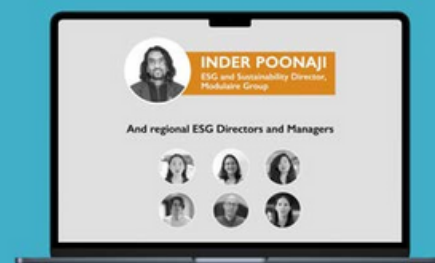 INDER POONAJI
ESG and Sustainability Director,
Modulaire Group
And regional ESG Directors and Managers